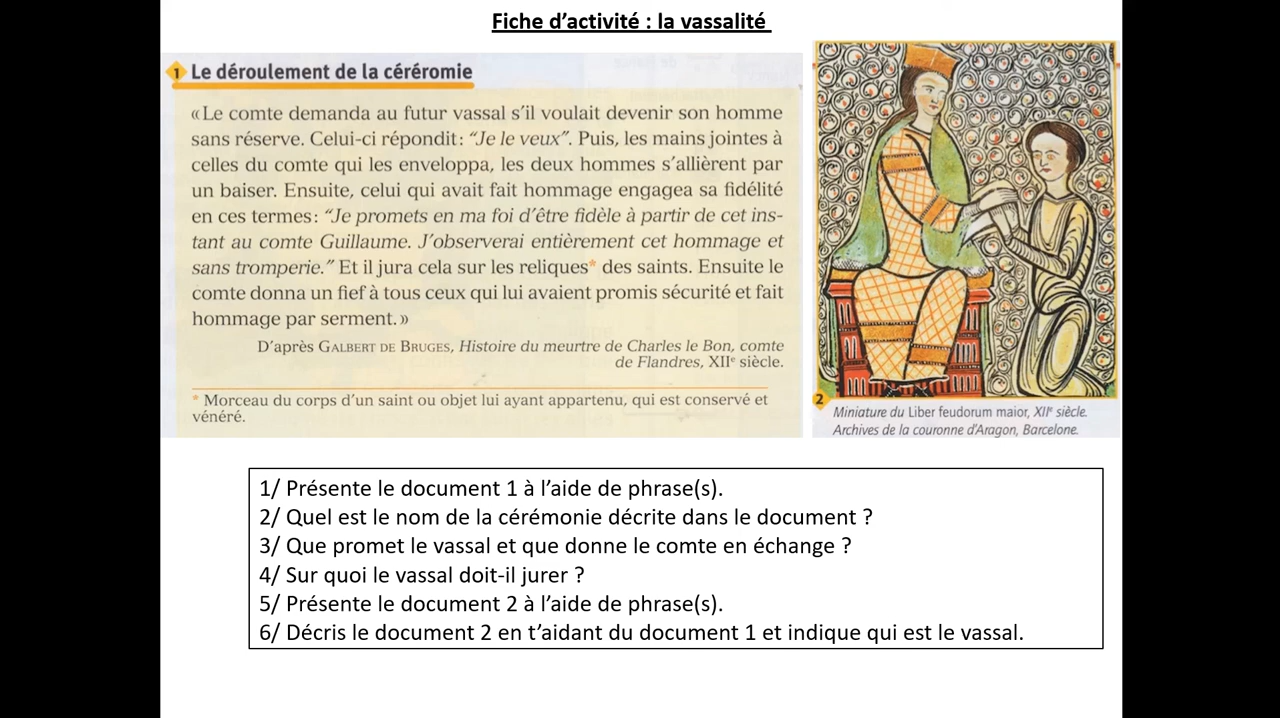 Fiche d’activité : la vassalité
1 Le déroulement de la céréromie
« Le comte demanda au futur vassal s’il voulait devenir son homme
sans réserve. Celui-ci répondit : “Je le veux”. Puis, les mains jointes à
celles du comte qui les enveloppa, les deux hommes s’allièrent par
un baiser. Ensuite, celui qui avait fait hommage engagea sa fidélité
en ces termes : “Je promets en ma foi d’être fidèle à partir de cet ins-
tant au comte Guillaume. J’observerai entièrement cet hommage et
sans tromperie.” Et il jura cela sur les reliques* des saints. Ensuite le
comte donna un fief à tous ceux qui lui avaient promis sécurité et fait
hommage par serment. »
D’après GALBERT DE BRUGES, Histoire du meurtre de Charles le Bon, comte
de Flandres, XIIe siècle.
* Morceau du corps d’un saint ou objet lui ayant appartenu, qui est conservé et
vénéré.
2
Miniature du Liber feudorum maior, XIIe siècle.
Archives de la couronne d’Aragon, Barcelone.
1/ Présente le document 1 à l’aide de phrase(s).
2/ Quel est le nom de la cérémonie décrite dans le document ?
3/ Que promet le vassal et que donne le comte en échange ?
4/ Sur quoi le vassal doit-il jurer ?
5/ Présente le document 2 à l’aide de phrase(s).
6/ Décris le document 2 en t’aidant du document 1 et indique qui est le vassal.